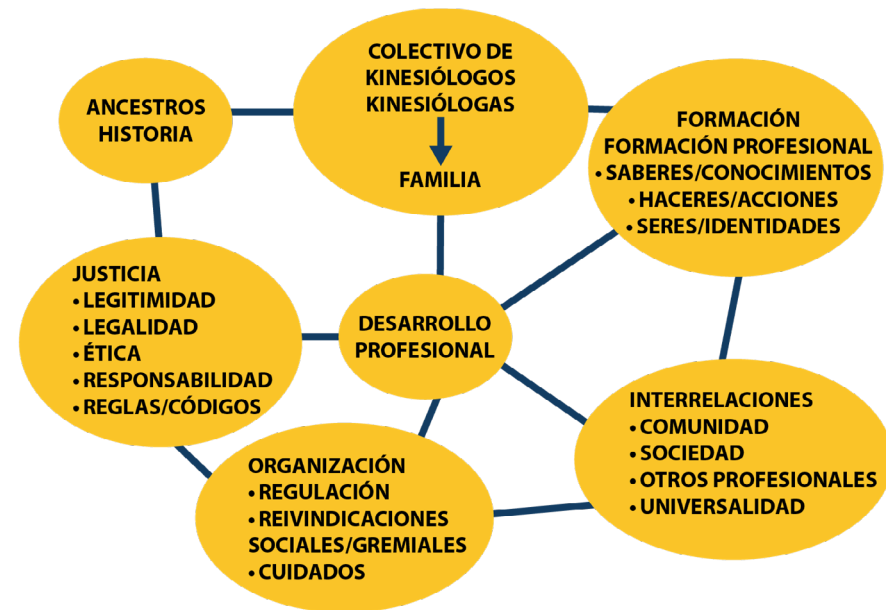 COLECTIVO DE
KINESIÓLOGOS
KINESIÓLOGAS
FAMILIA
ANCESTROS
HISTORIA
FORMACIÓN
FORMACIÓN PROFESIONAL
• SABERES/CONOCIMIENTOS
• HACERES/ACCIONES
• SERES/IDENTIDADES
JUSTICIA
• LEGITIMIDAD
• LEGALIDAD
• ÉTICA
• RESPONSABILIDAD
• REGLAS/CÓDIGOS
DESARROLLO
PROFESIONAL
INTERRELACIONES
• COMUNIDAD
• SOCIEDAD
• OTROS PROFESIONALES
• UNIVERSALIDAD
ORGANIZACIÓN
• REGULACIÓN
• REIVINDICACIONES
SOCIALES/GREMIALES
• CUIDADOS